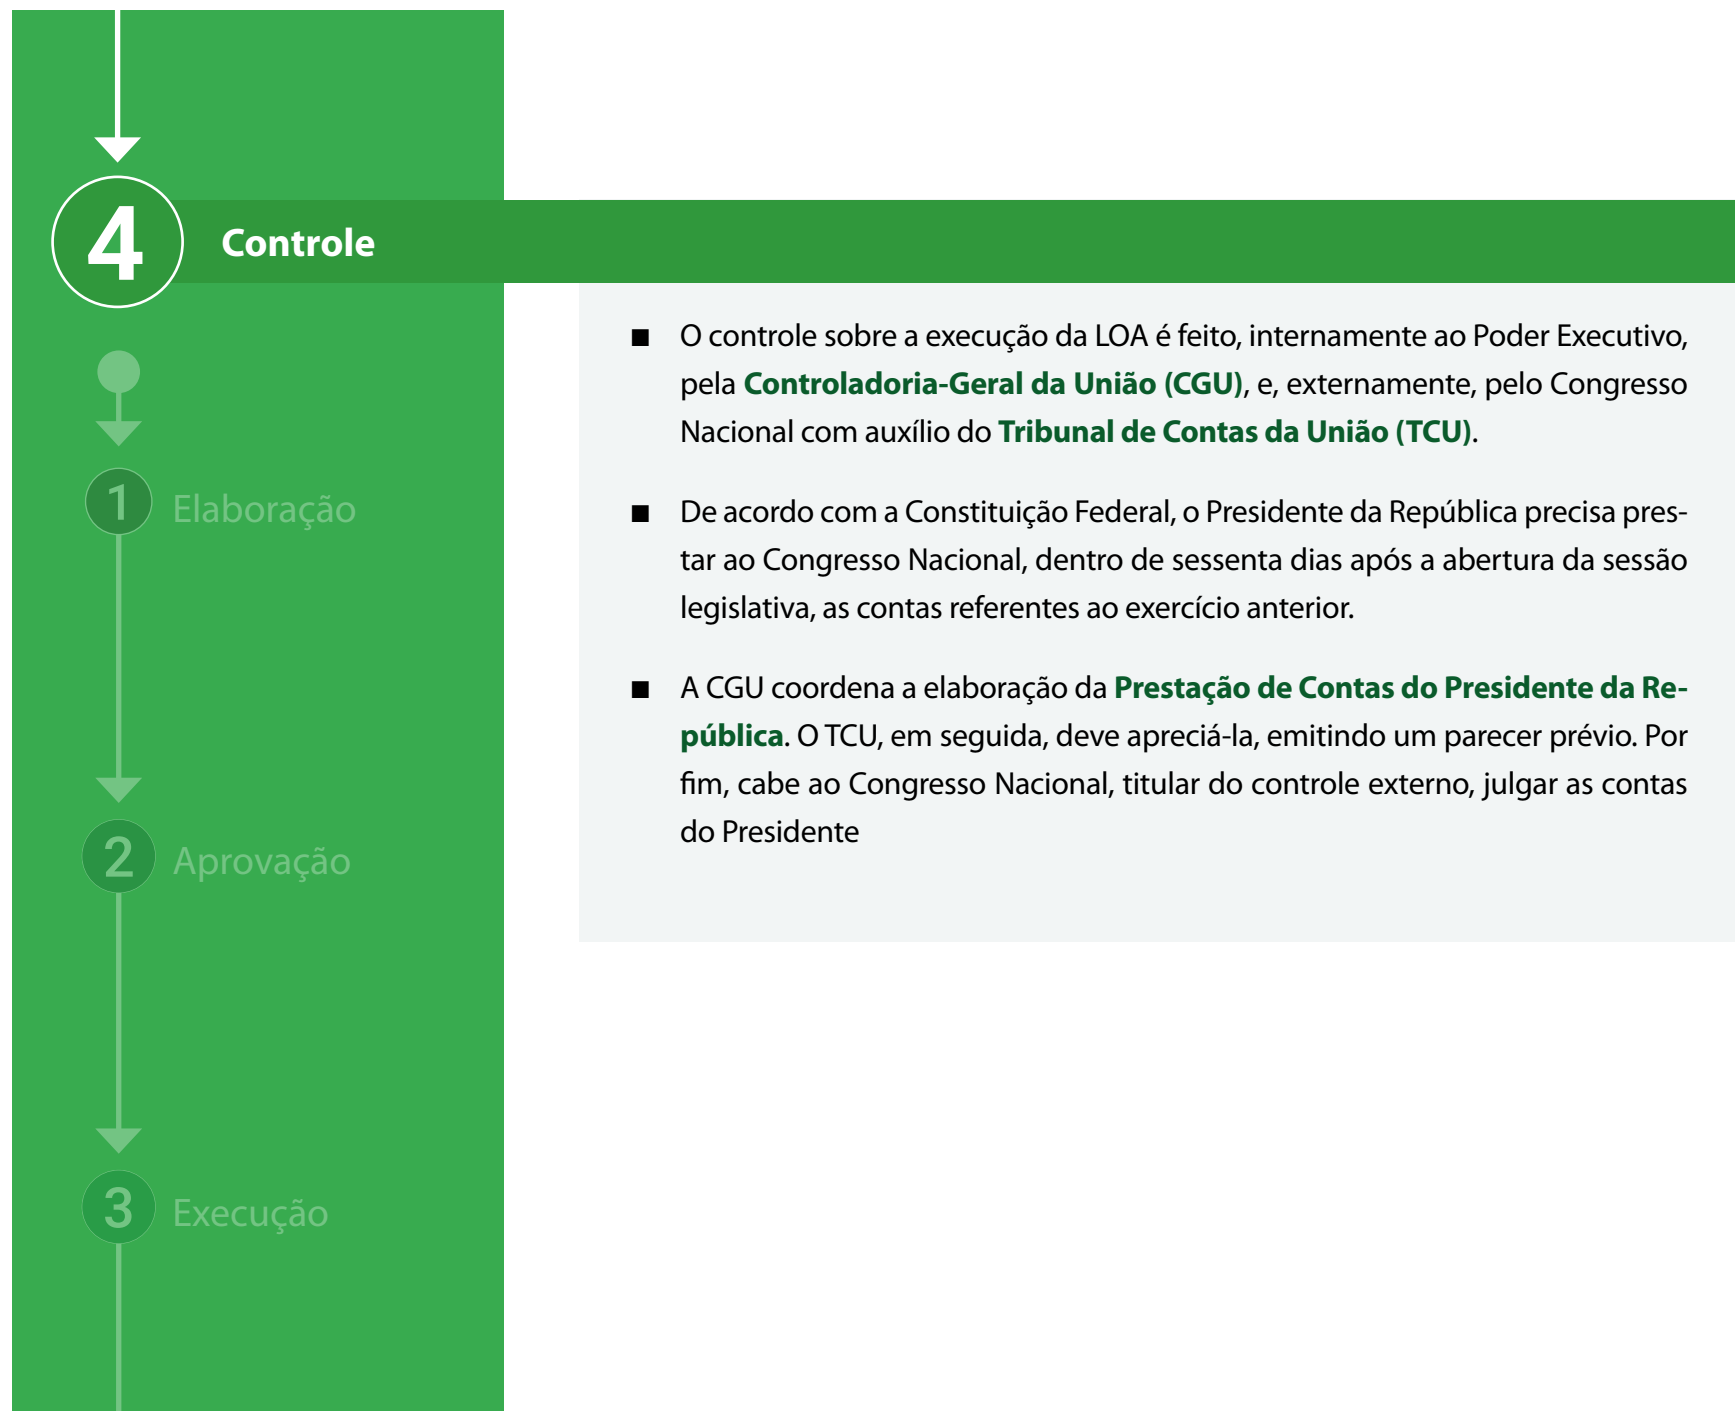 4
Controle
O controle sobre a execução da LOA é feito, internamente ao Poder Executivo,
pela Controladoria-Geral da União (CGU), e, externamente, pelo Congresso
Nacional com auxílio do Tribunal de Contas da União (TCU).
De acordo com a Constituição Federal, o Presidente da República precisa pres-
tar ao Congresso Nacional, dentro de sessenta dias após a abertura da sessão
legislativa, as contas referentes ao exercício anterior.
A CGU coordena a elaboração da Prestação de Contas do Presidente da Re-
pública. O TCU, em seguida, deve apreciá-la, emitindo um parecer prévio. Por
fim, cabe ao Congresso Nacional, titular do controle externo, julgar as contas
do Presidente
1 Elaboração
2 Aprovação
3 Execução